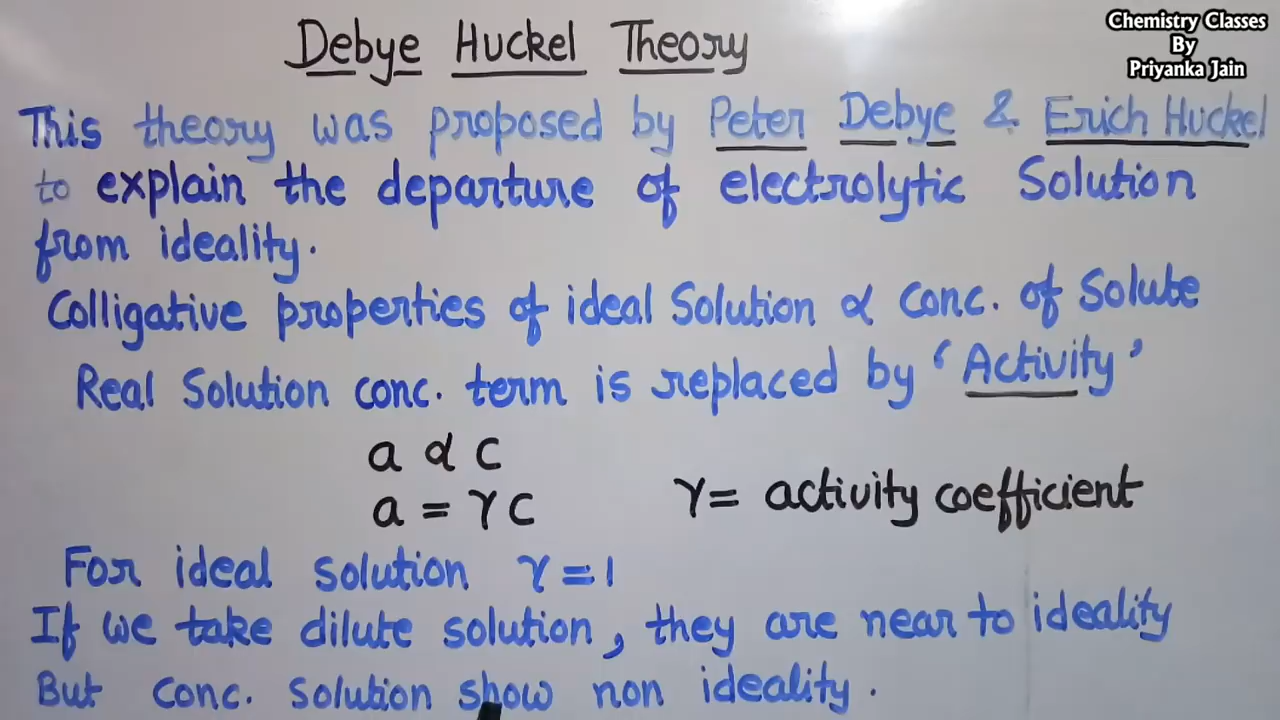 Debye Huckel Theory
Chemistry Classes
By
Priyanka Jain
This theory was proposed by Peter Debye & Erich Huckel
to explain the departure of electrolytic Solution
from ideality.
Colligative properties of ideal Solution ∝ Conc. of Solute
Real Solution conc. term is replaced by ‘Activity’
a ∝ c
a = γ c
γ = activity coefficient
For ideal solution γ = 1
If we take dilute solution, they are near to ideality
But conc. solution show non ideality.